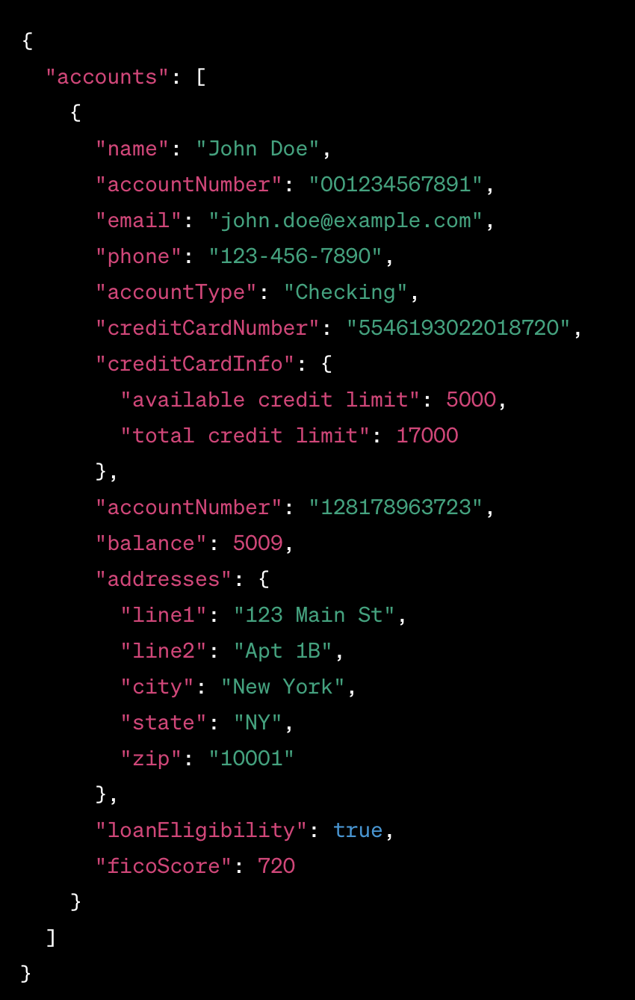 {
  "accounts": [
    {
      "name": "John Doe",
      "accountNumber": "001234567891",
      "email": "john.doe@example.com",
      "phone": "123-456-7890",
      "accountType": "Checking",
      "creditCardNumber": "5546193022018720",
      "creditCardInfo": {
        "available credit limit": 5000,
        "total credit limit": 17000
      },
      "accountNumber": "128178963723",
      "balance": 5009,
      "addresses": {
        "line1": "123 Main St",
        "line2": "Apt 1B",
        "city": "New York",
        "state": "NY",
        "zip": "10001"
      },
      "loanEligibility": true,
      "ficoScore": 720
    }
  ]
}